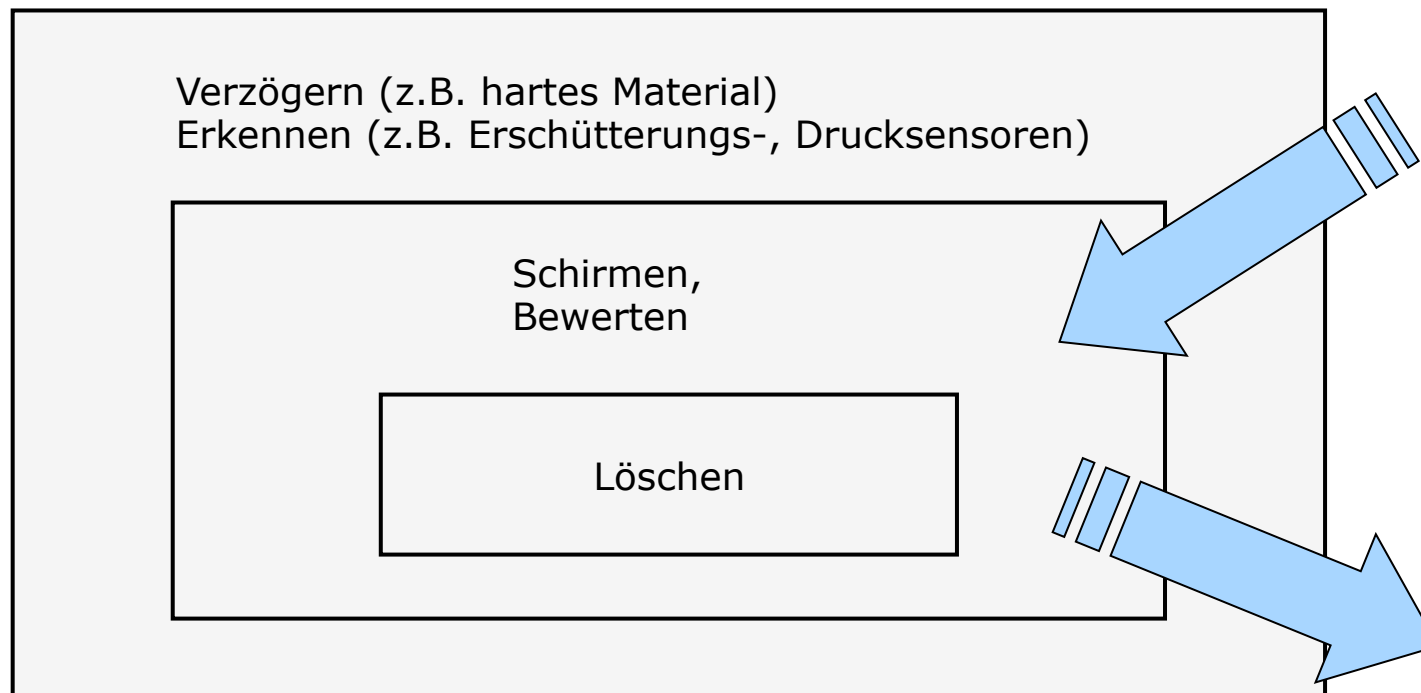 Verzögern (z.B. hartes Material)
Erkennen (z.B. Erschütterungs-, Drucksensoren)
Schirmen,
Bewerten
Löschen